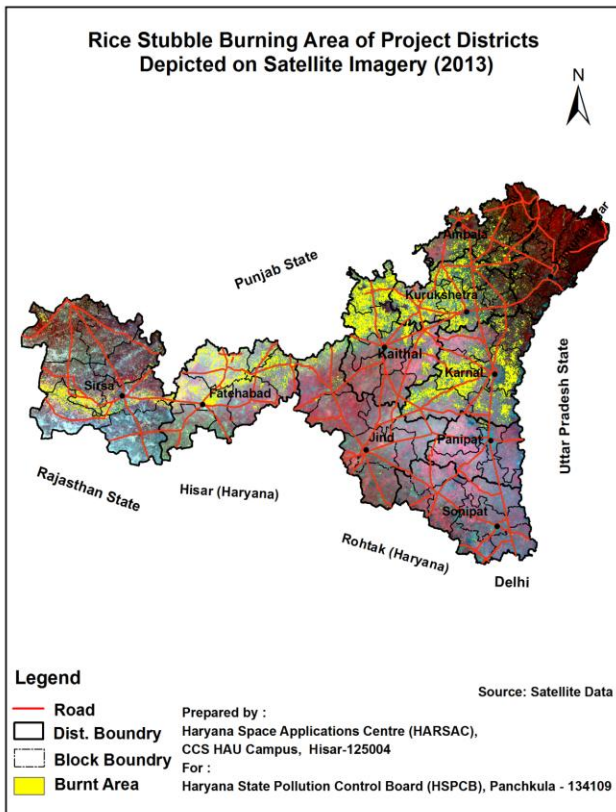 Rice Stubble Burning Area of Project Districts
Depicted on Satellite Imagery (2013)
N
Ambala
Punjab State
Kurukshetra
Kaithal
Karnal
Sirsa
Fatehabad
Uttar Pradesh State
Jind
Panipat
Rajasthan State
Hisar (Haryana)
Sonipat
Rohtak (Haryana)
Delhi
Legend
Road
Dist. Boundry
Block Boundry
Burnt Area
Source: Satellite Data
Prepared by :
Haryana Space Applications Centre (HARSAC),
CCS HAU Campus, Hisar-125004
For :
Haryana State Pollution Control Board (HSPCB), Panchkula - 134109